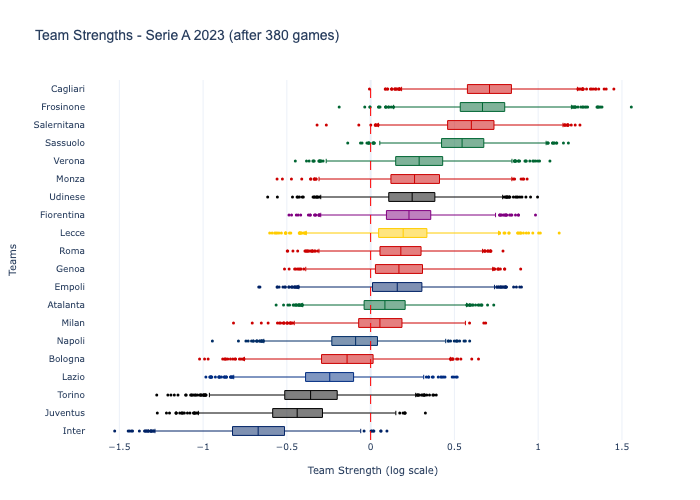 Team Strengths - Serie A 2023 (after 380 games)
Cagliari
Frosinone
Salernitana
Sassuolo
Verona
Monza
Udinese
Fiorentina
Lecce
Roma
Genoa
Empoli
Atalanta
Milan
Napoli
Bologna
Lazio
Torino
Juventus
Inter
Teams
−1.5 −1 −0.5 0 0.5 1 1.5
Team Strength (log scale)